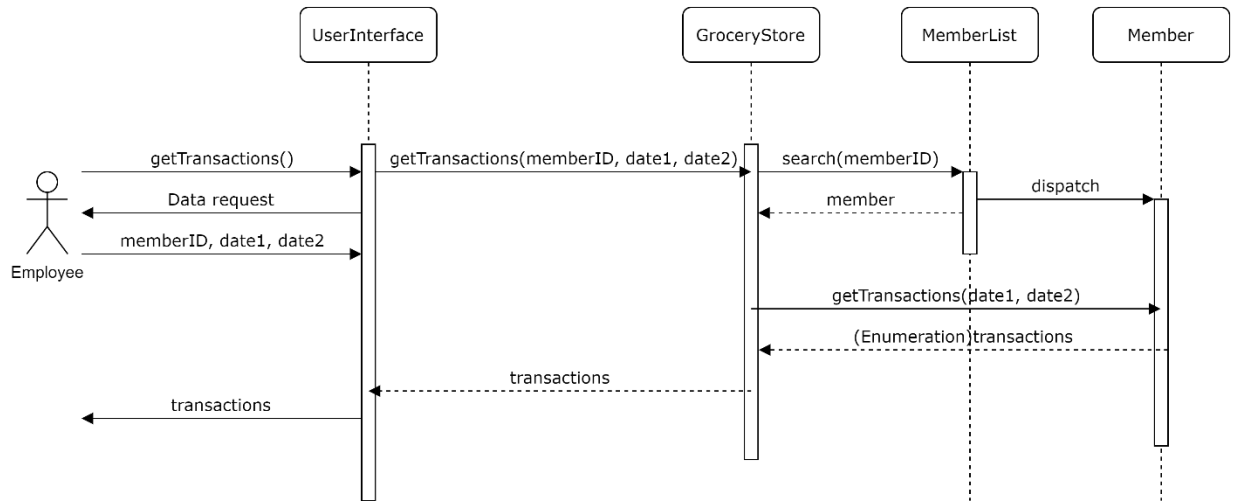 UserInterface
GroceryStore
MemberList
Member
getTransactions()
getTransactions(memberID, date1, date2)
search(memberID)
dispatch
Data request
member
memberID, date1, date2
Employee
getTransactions(date1, date2)
(Enumeration)transactions
transactions
transactions